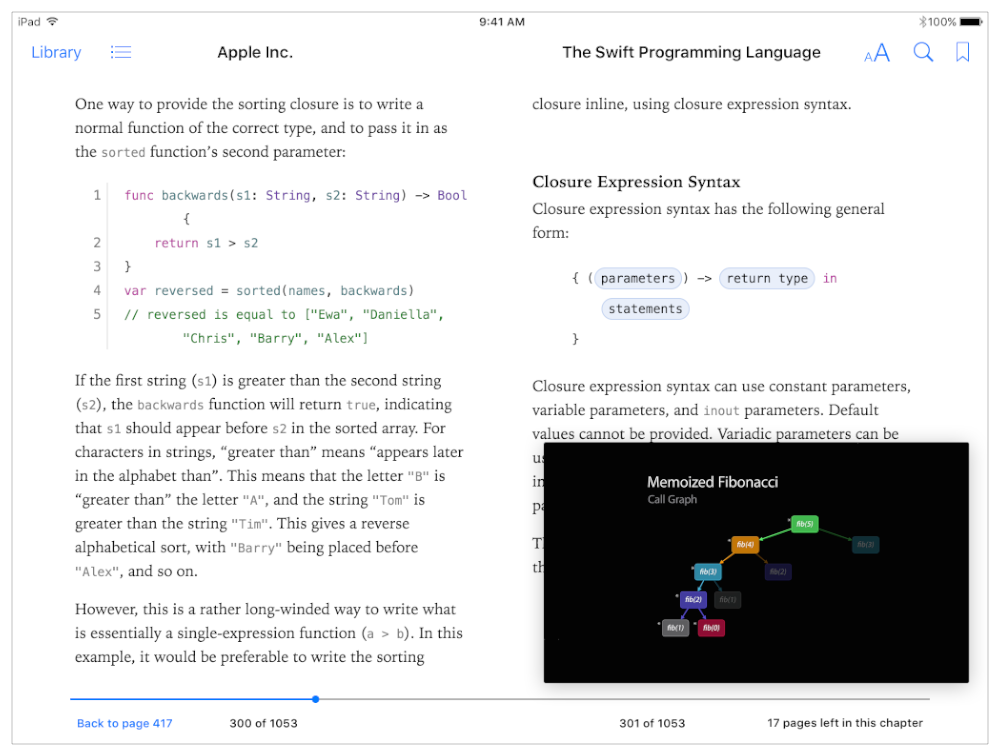 iPad
9:41 AM
100%
Library
Apple Inc.
The Swift Programming Language
AA
One way to provide the sorting closure is to write a
normal function of the correct type, and to pass it in as
the sorted function’s second parameter:
1 func backwards(s1: String, s2: String) -> Bool
{
2 return s1 > s2
3 }
4 var reversed = sorted(names, backwards)
5 // reversed is equal to ["Ewa", "Daniella",
"Chris", "Barry", "Alex"]
If the first string (s1) is greater than the second string
(s2), the backwards function will return true, indicating
that s1 should appear before s2 in the sorted array. For
characters in strings, “greater than” means “appears later
in the alphabet than”. This means that the letter "B" is
“greater than” the letter "A", and the string "Tom" is
greater than the string "Tim". This gives a reverse
alphabetical sort, with "Barry" being placed before
"Alex", and so on.
However, this is a rather long-winded way to write what
is essentially a single-expression function (a > b). In this
example, it would be preferable to write the sorting
closure inline, using closure expression syntax.
Closure Expression Syntax
Closure expression syntax has the following general
form:
{ (parameters) -> return type in
statements
}
Closure expression syntax can use constant parameters,
variable parameters, and inout parameters. Default
values cannot be provided. Variadic parameters can be
Memoized Fibonacci
Call Graph
fib(5)
fib(4) fib(3)
fib(3) fib(2)
fib(2) fib(1)
fib(1) fib(0)
Back to page 417
300 of 1053
301 of 1053
17 pages left in this chapter